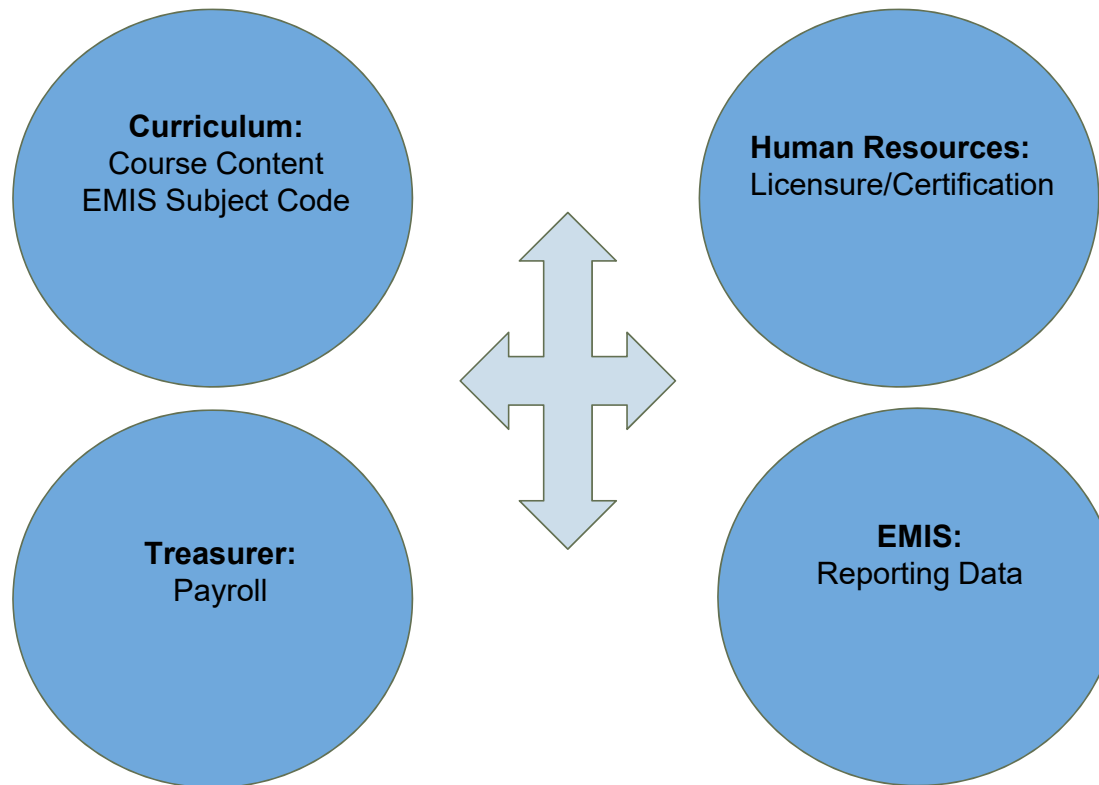 Curriculum:
Course Content
EMIS Subject Code
Human Resources:
Licensure/Certification
Treasurer:
Payroll
EMIS:
Reporting Data